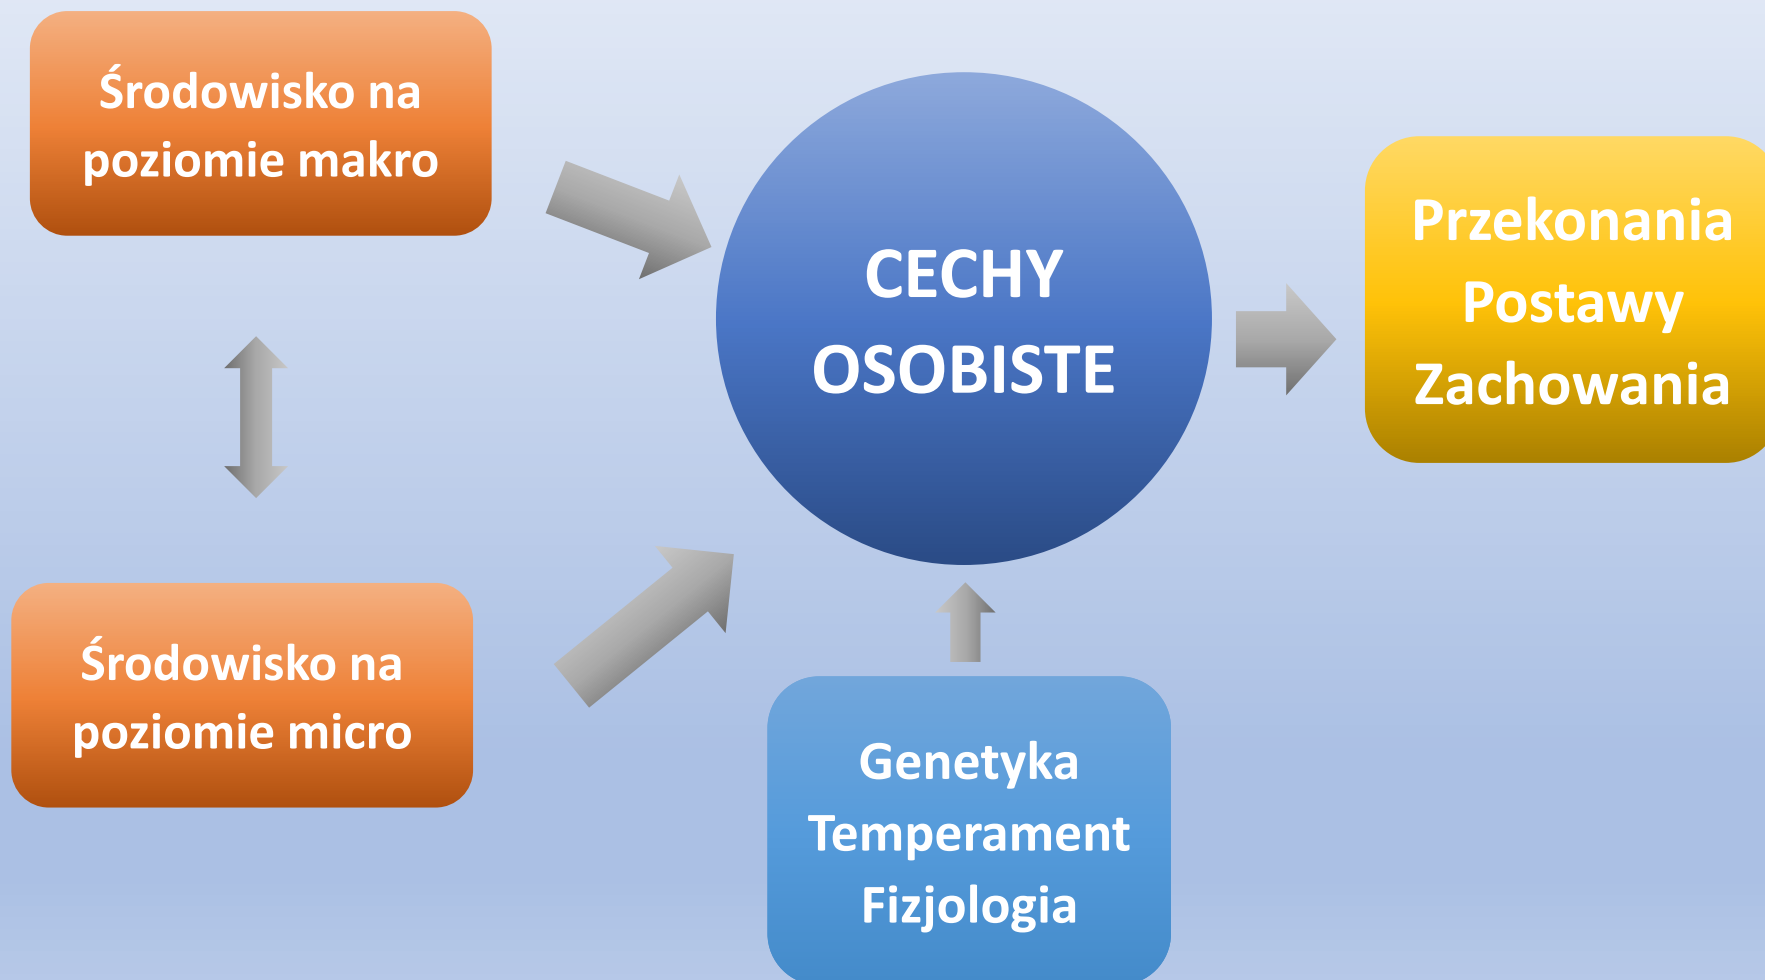 Środowisko na
poziomie makro
CECHY
OSOBISTE
Przekonania
Postawy
Zachowania
Środowisko na
poziomie micro
Genetyka
Temperament
Fizjologia